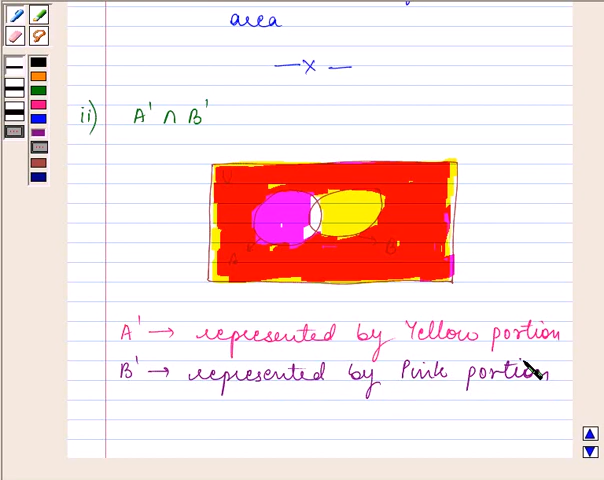 area
—x—
ii) A' ∩ B'
U
A
B
A' → represented by Yellow portion
B' → represented by Pink portion